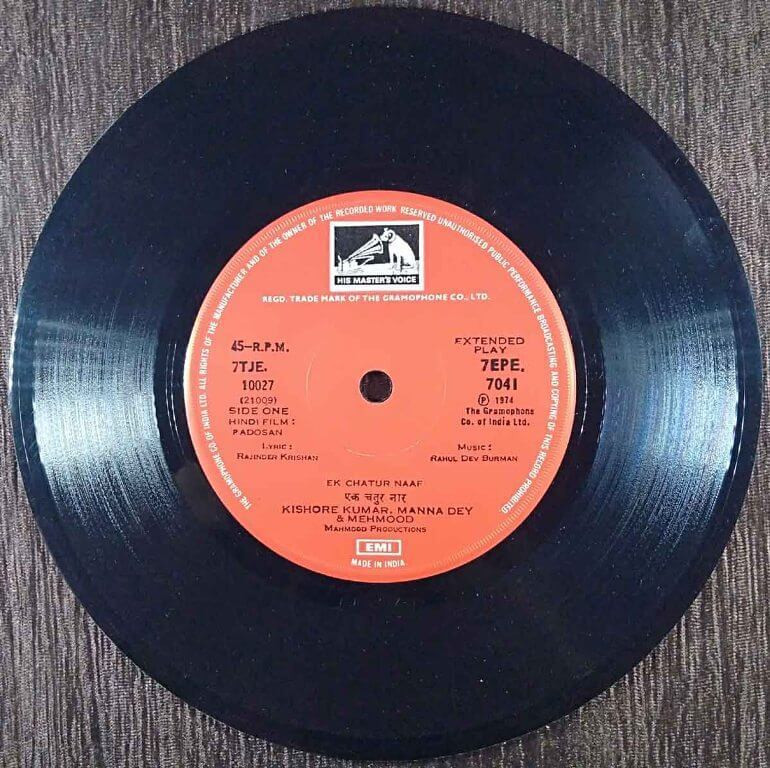 THE GRAMOPHONE CO. OF INDIA LTD. ALL RIGHTS OF THE MANUFACTURER AND OF THE OWNER OF THE RECORDED WORK RESERVED UNAUTHORISED PUBLIC PERFORMANCE BROADCASTING AND COPYING OF THIS RECORD PROHIBITED.
HIS MASTER'S VOICE
REGD. TRADE MARK OF THE GRAMOPHONE CO., LTD.
45-R.P.M.
7TJE.
10027
(21009)
SIDE ONE
HINDI FILM:
PADOSAN
EXTENDED
PLAY
7EPE.
7041
Ⓟ 1974
The Gramophone
Co. of India Ltd.
LYRIC:
RAJINDER KRISHAN
MUSIC:
RAHUL DEV BURMAN
EK CHATUR NAAF
एक चतुर नार
KISHORE KUMAR, MANNA DEY
& MEHMOOD
MAHMOOD PRODUCTIONS
EMI
MADE IN INDIA